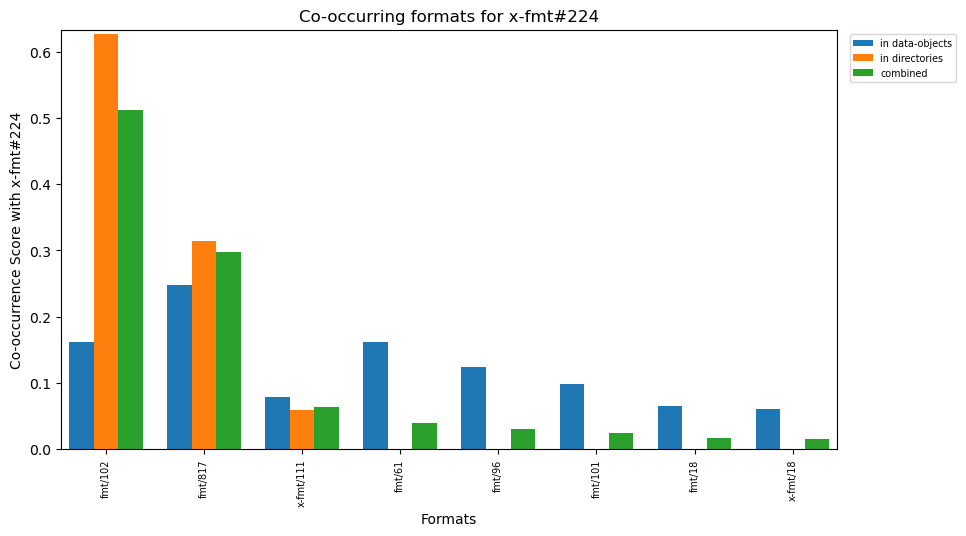 Co-occurring formats for x-fmt#224
in data-objects
in directories
combined
Co-occurrence Score with x-fmt#224
0.6
0.5
0.4
0.3
0.2
0.1
0.0
fmt/102
fmt/817
x-fmt/111
fmt/61
fmt/96
fmt/101
fmt/18
x-fmt/18
Formats